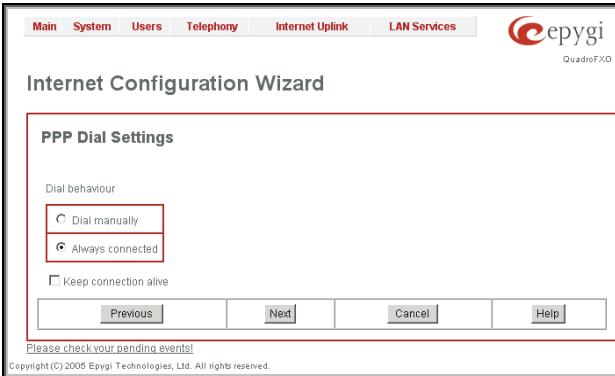 Main System Users Telephony Internet Uplink LAN Services
epygi
QuadroFXO
Internet Configuration Wizard
PPP Dial Settings
Dial behaviour
Dial manually
Always connected
Keep connection alive
Previous Next Cancel Help
Please check your pending events!
Copyright (C) 2005 Epygi Technologies, Ltd. All rights reserved.